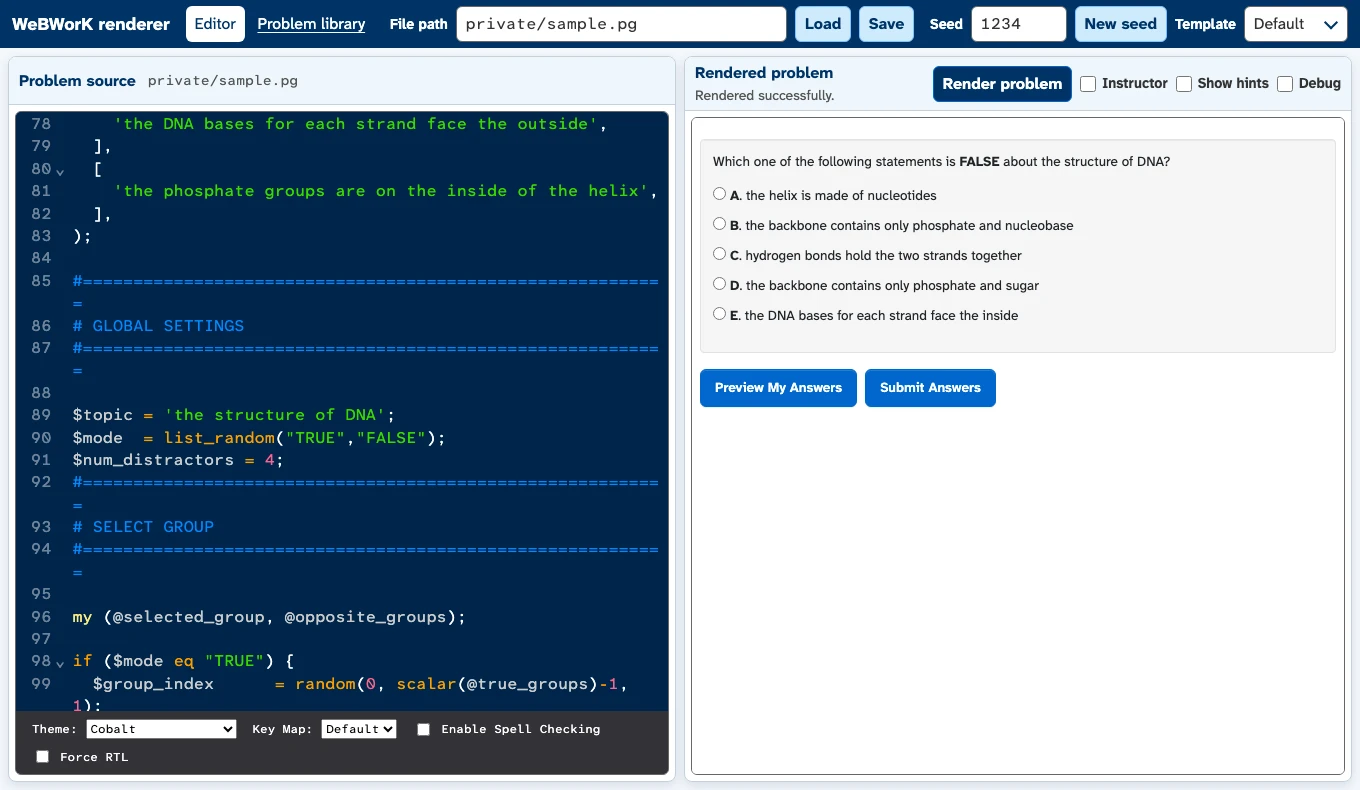 WeBWorK renderer Editor Problem library File path private/sample.pg Load Save Seed 1234 New seed Template Default
Problem source private/sample.pg
78 'the DNA bases for each strand face the outside',
79 ],
80 [
81 'the phosphate groups are on the inside of the helix',
82 ],
83 );
84
85 #=========================================================
=
86 # GLOBAL SETTINGS
87 #=========================================================
=
88
89 $topic = 'the structure of DNA';
90 $mode  = list_random("TRUE","FALSE");
91 $num_distractors = 4;
92 #=========================================================
=
93 # SELECT GROUP
94 #=========================================================
=
95
96 my (@selected_group, @opposite_groups);
97
98 if ($mode eq "TRUE") {
99   $group_index      = random(0, scalar(@true_groups)-1,
1);
Theme: Cobalt Key Map: Default Enable Spell Checking
Force RTL
Rendered problem
Rendered successfully.
Render problem Instructor Show hints Debug
Which one of the following statements is FALSE about the structure of DNA?
A. the helix is made of nucleotides
B. the backbone contains only phosphate and nucleobase
C. hydrogen bonds hold the two strands together
D. the backbone contains only phosphate and sugar
E. the DNA bases for each strand face the inside
Preview My Answers Submit Answers